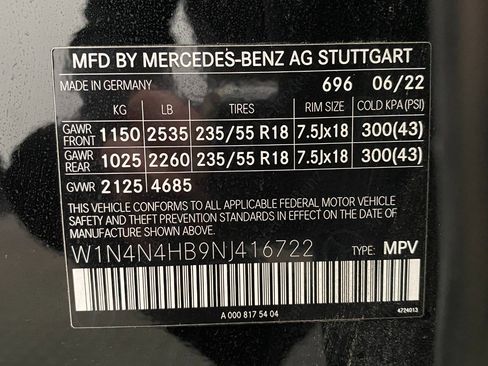 MFD BY MERCEDES-BENZ AG STUTTGART
MADE IN GERMANY 696 06/22
KG LB TIRES RIM SIZE COLD KPA (PSI)
GAWR FRONT 1150 2535 235/55 R18 7.5Jx18 300(43)
GAWR REAR 1025 2260 235/55 R18 7.5Jx18 300(43)
GVWR 2125 4685
THIS VEHICLE CONFORMS TO ALL APPLICABLE FEDERAL MOTOR VEHICLE
SAFETY AND THEFT PREVENTION STANDARDS IN EFFECT ON THE DATE
OF MANUFACTURE SHOWN ABOVE.
W1N4N4HB9NJ416722 TYPE: MPV
A 000 817 54 04 4724013